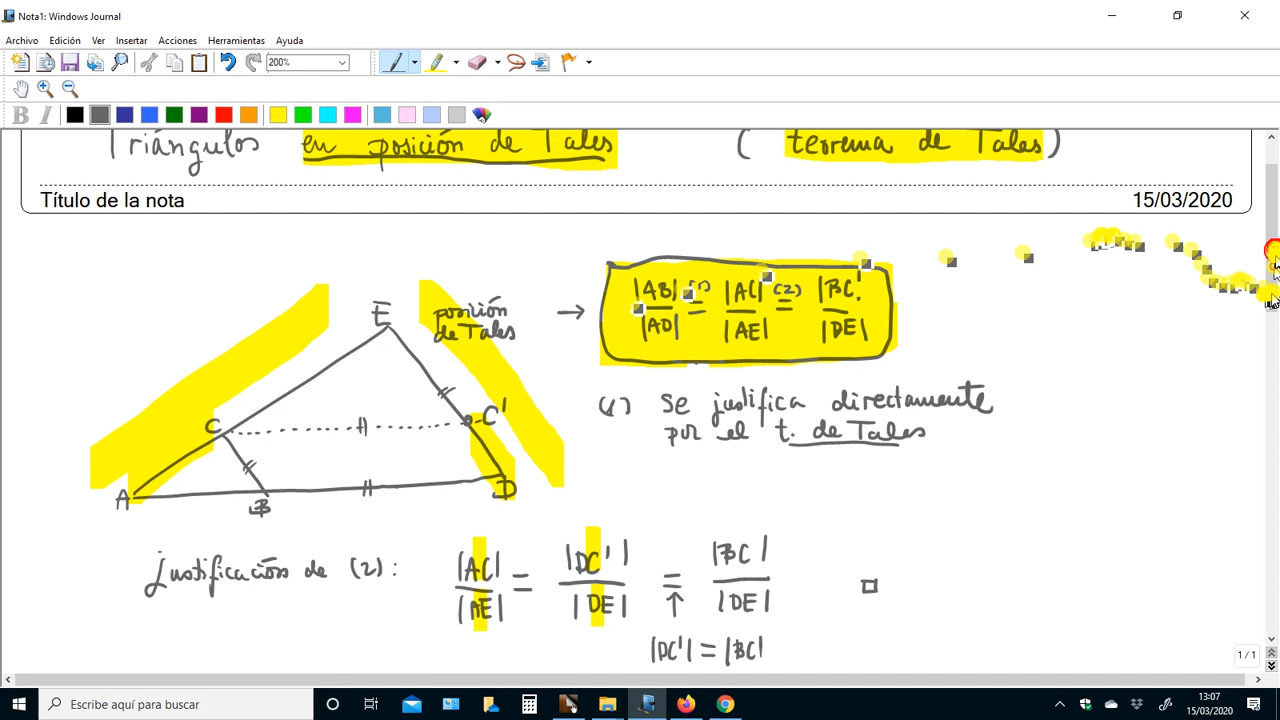 Nota1: Windows Journal
Archivo Edición Ver Insertar Acciones Herramientas Ayuda
200%
B I
Triángulos en posición de Tales ( teorema de Tales)
Título de la nota 15/03/2020
E
posición
de Tales
→
|AB| (1) = |AC| (2) = |BC|
|AD| |AE| |DE|
C
C'
A
B
D
(1) Se justifica directamente
por el t. de Tales
Justificación de (2):
|AC| = |DC'| = |BC|
|AE| |DE| ↑ |DE|
|DC'| = |BC|
1 / 1
Escribe aquí para buscar
13:07
15/03/2020